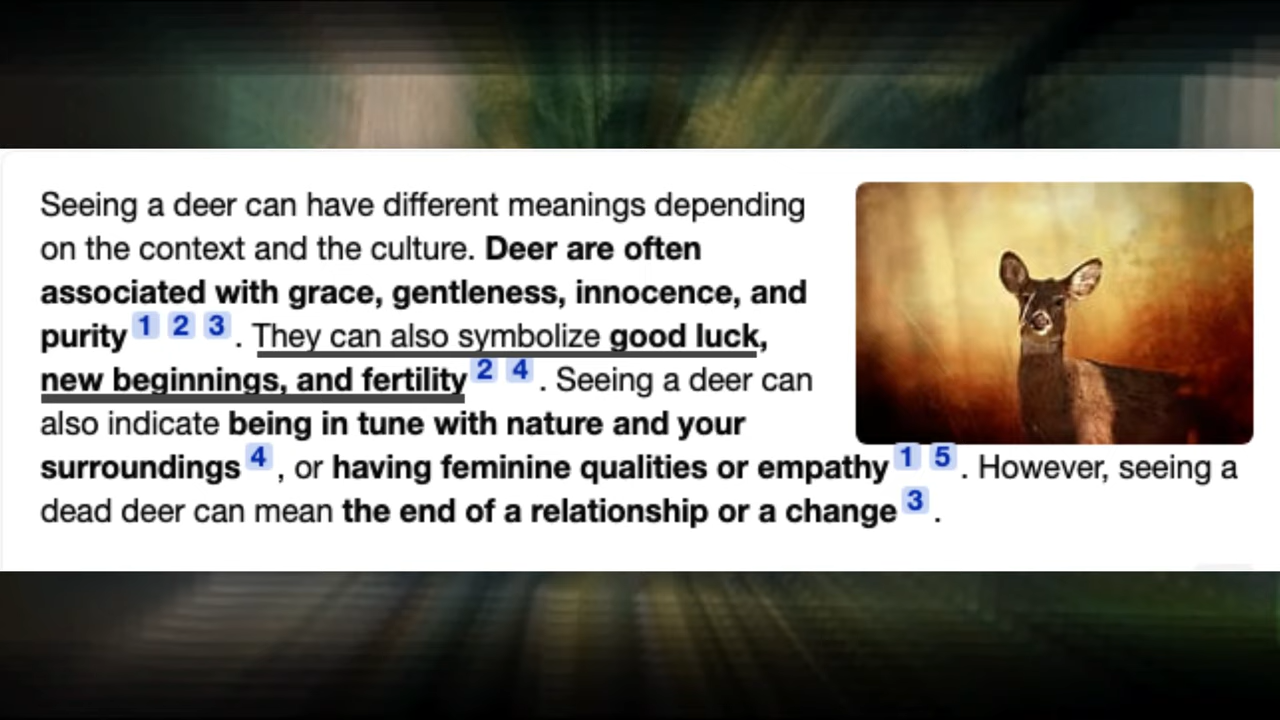 Seeing a deer can have different meanings depending
on the context and the culture. Deer are often
associated with grace, gentleness, innocence, and
purity 1 2 3 . They can also symbolize good luck,
new beginnings, and fertility 2 4 . Seeing a deer can
also indicate being in tune with nature and your
surroundings 4 , or having feminine qualities or empathy 1 5 . However, seeing a
dead deer can mean the end of a relationship or a change 3 .